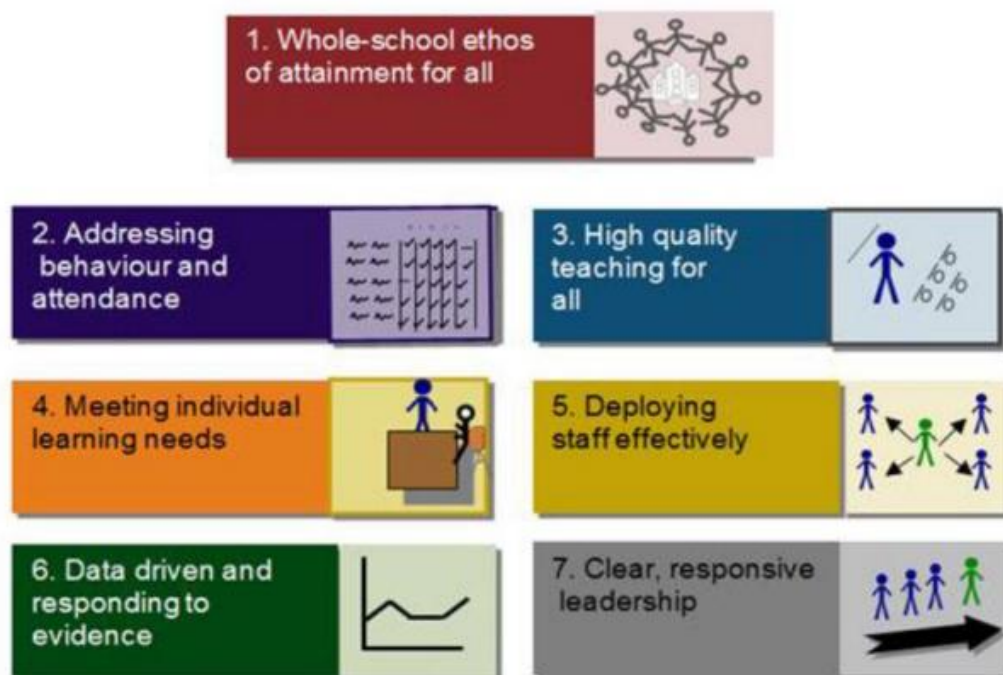 1. Whole-school ethos
of attainment for all
2. Addressing
behaviour and
attendance
3. High quality
teaching for
all
4. Meeting individual
learning needs
5. Deploying
staff effectively
6. Data driven and
responding to
evidence
7. Clear, responsive
leadership